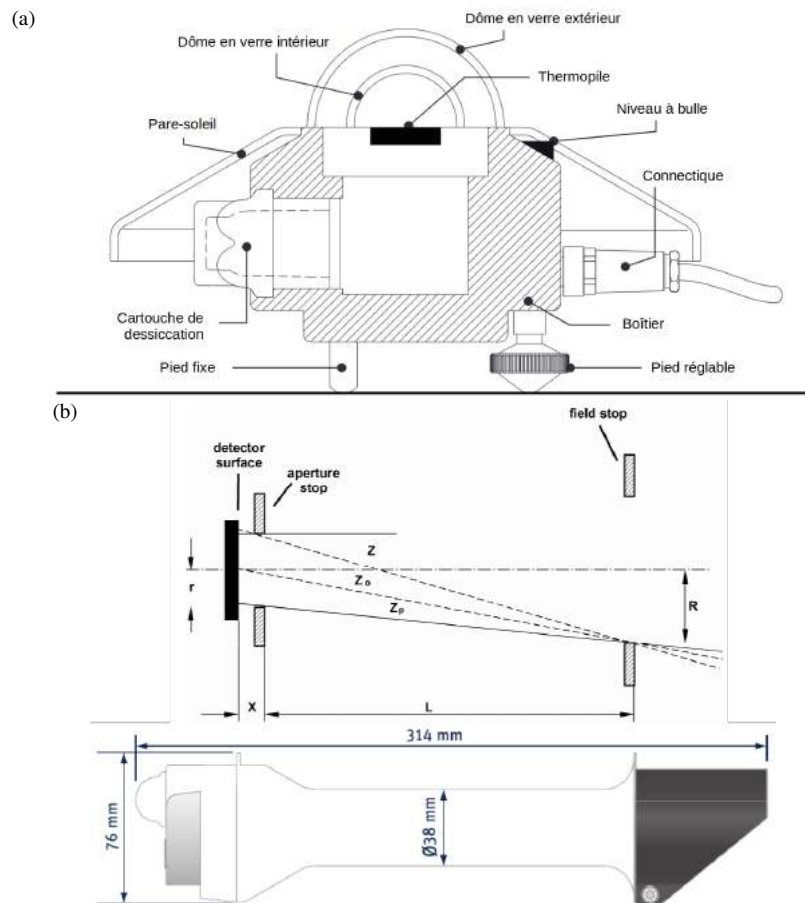 (a)
Dôme en verre extérieur
Dôme en verre intérieur
Thermopile
Niveau à bulle
Pare-soleil
Connectique
Cartouche de
dessiccation
Boîtier
Pied fixe
Pied réglable
(b)
field stop
detector
surface
aperture
stop
Z
Z₀
Zₚ
r
R
X
L
314 mm
76 mm
Ø38 mm